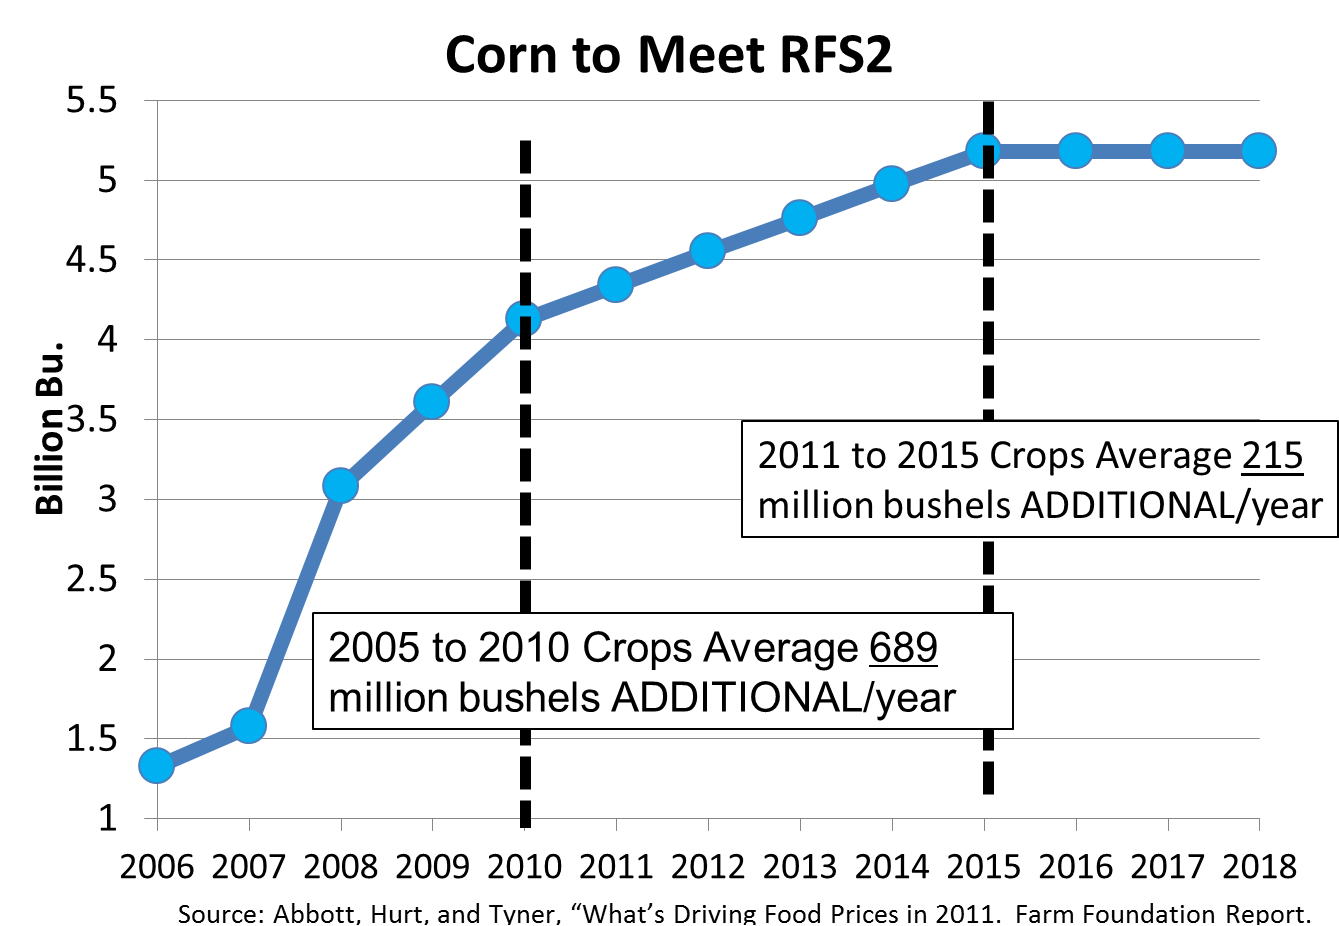 Corn to Meet RFS2
5.5
5
4.5
4
3.5
3
2.5
2
1.5
1
Billion Bu.
2011 to 2015 Crops Average 215
million bushels ADDITIONAL/year
2005 to 2010 Crops Average 689
million bushels ADDITIONAL/year
2006 2007 2008 2009 2010 2011 2012 2013 2014 2015 2016 2017 2018
Source: Abbott, Hurt, and Tyner, “What’s Driving Food Prices in 2011. Farm Foundation Report.